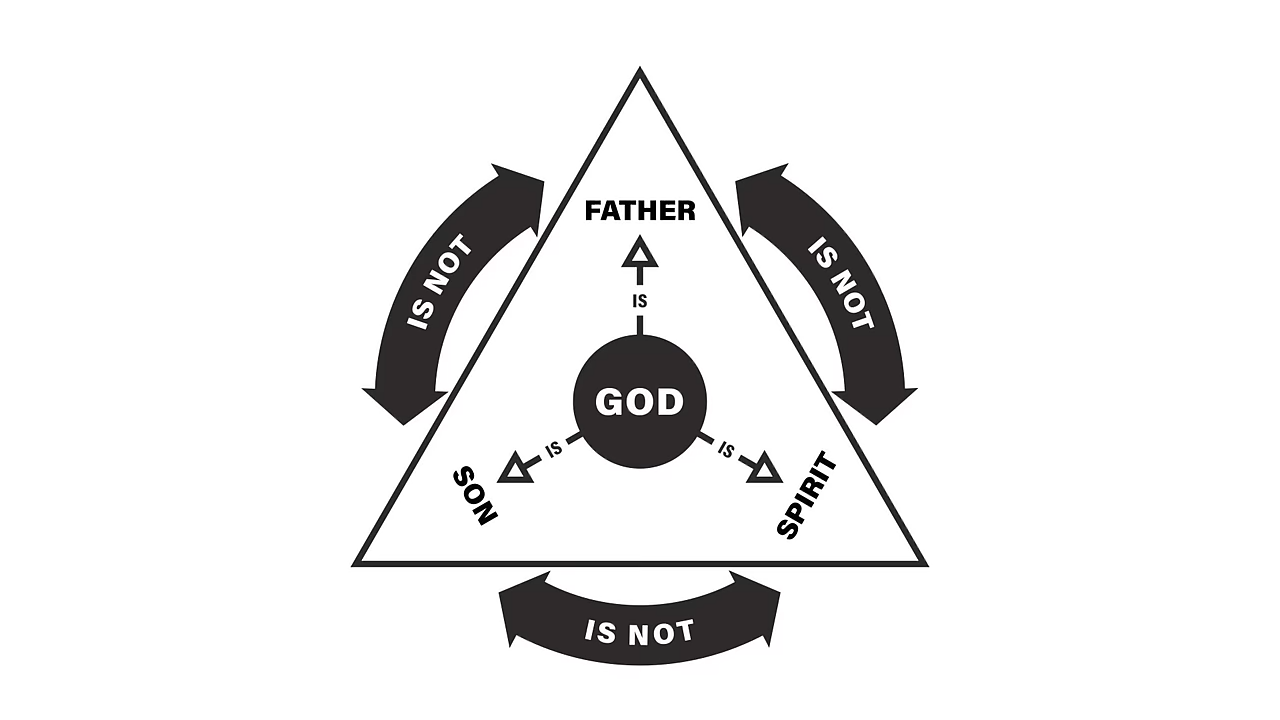 FATHER
IS NOT
IS NOT
IS
GOD
IS
IS
SON
SPIRIT
IS NOT